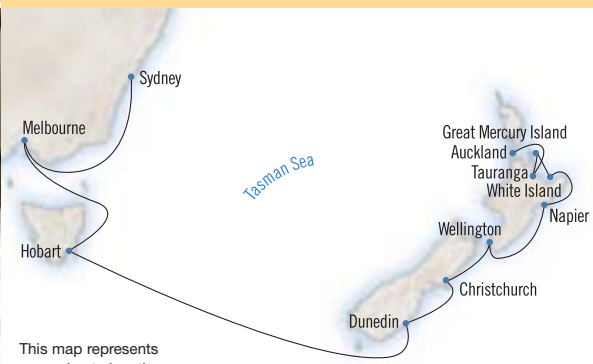 Sydney
Melbourne
Great Mercury Island
Auckland
Tasman Sea
Tauranga
White Island
Napier
Wellington
Hobart
Christchurch
Dunedin
This map represents